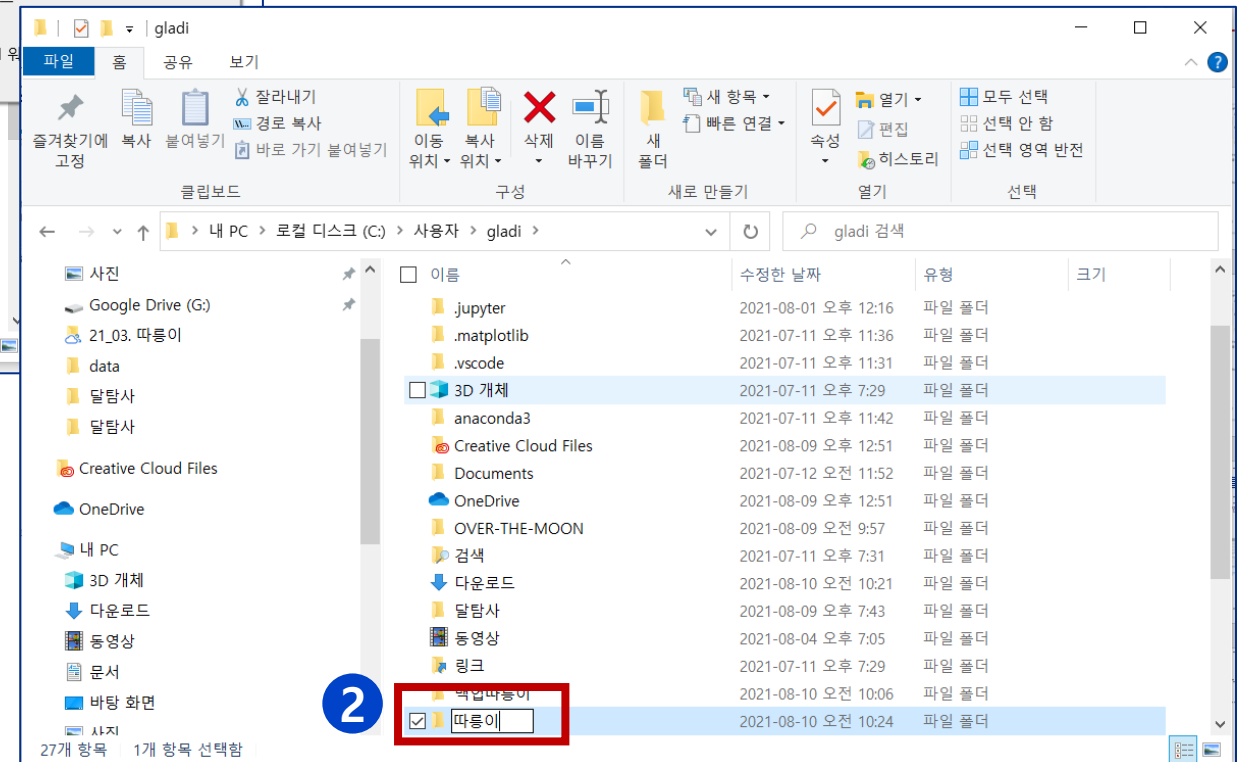 gladi
파일 홈 공유 보기
즐겨찾기에 고정
복사
붙여넣기
잘라내기
경로 복사
바로 가기 붙여넣기
클립보드
이동 위치
복사 위치
삭제
이름 바꾸기
구성
새 폴더
새 항목
빠른 연결
새로 만들기
속성
열기
편집
히스토리
열기
모두 선택
선택 안 함
선택 영역 반전
선택
내 PC > 로컬 디스크 (C:) > 사용자 > gladi >
gladi 검색
사진
Google Drive (G:)
21_03. 따릉이
data
달탐사
달탐사
Creative Cloud Files
OneDrive
내 PC
3D 개체
다운로드
동영상
문서
바탕 화면
사진
이름 수정한 날짜 유형 크기
.jupyter 2021-08-01 오후 12:16 파일 폴더
.matplotlib 2021-07-11 오후 11:36 파일 폴더
.vscode 2021-07-11 오후 11:31 파일 폴더
3D 개체 2021-07-11 오후 7:29 파일 폴더
anaconda3 2021-07-11 오후 11:42 파일 폴더
Creative Cloud Files 2021-08-09 오후 12:51 파일 폴더
Documents 2021-07-12 오전 11:52 파일 폴더
OneDrive 2021-08-09 오후 12:51 파일 폴더
OVER-THE-MOON 2021-08-09 오전 9:57 파일 폴더
검색 2021-07-11 오후 7:31 파일 폴더
다운로드 2021-08-10 오전 10:21 파일 폴더
달탐사 2021-08-09 오후 7:43 파일 폴더
동영상 2021-08-04 오후 7:05 파일 폴더
링크 2021-07-11 오후 7:29 파일 폴더
백업따릉이 2021-08-10 오전 10:06 파일 폴더
2
따릉이 2021-08-10 오전 10:24 파일 폴더
27개 항목 1개 항목 선택함